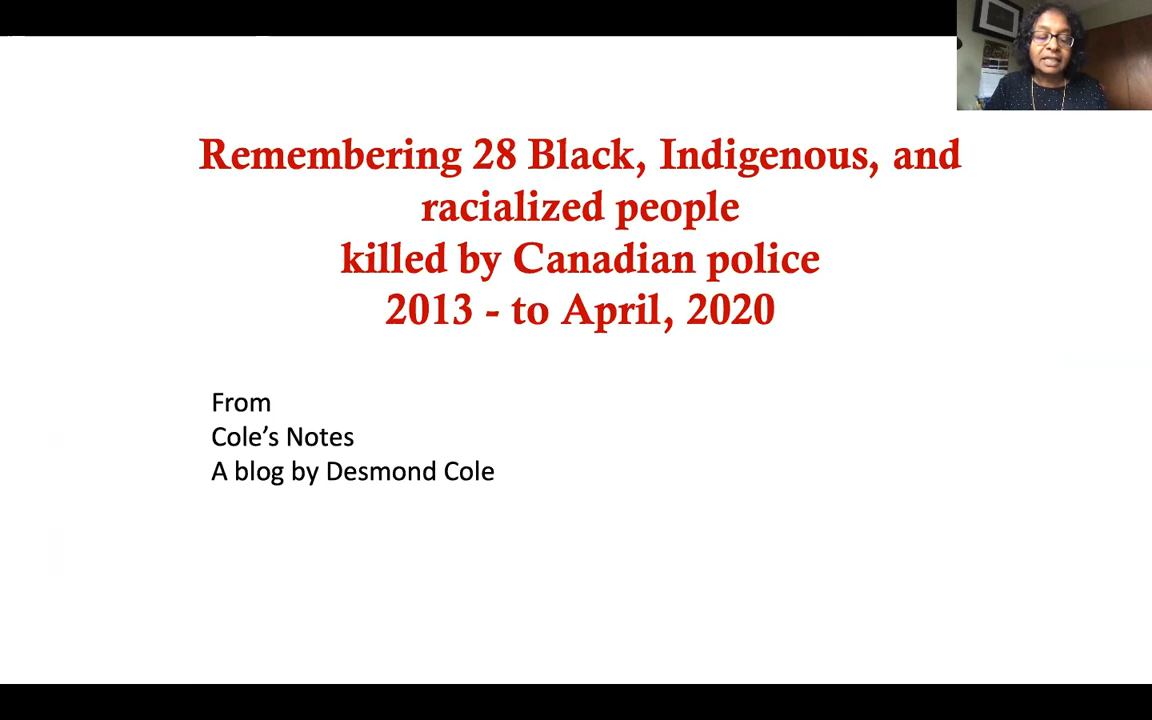 Remembering 28 Black, Indigenous, and
racialized people
killed by Canadian police
2013 - to April, 2020
From
Cole's Notes
A blog by Desmond Cole